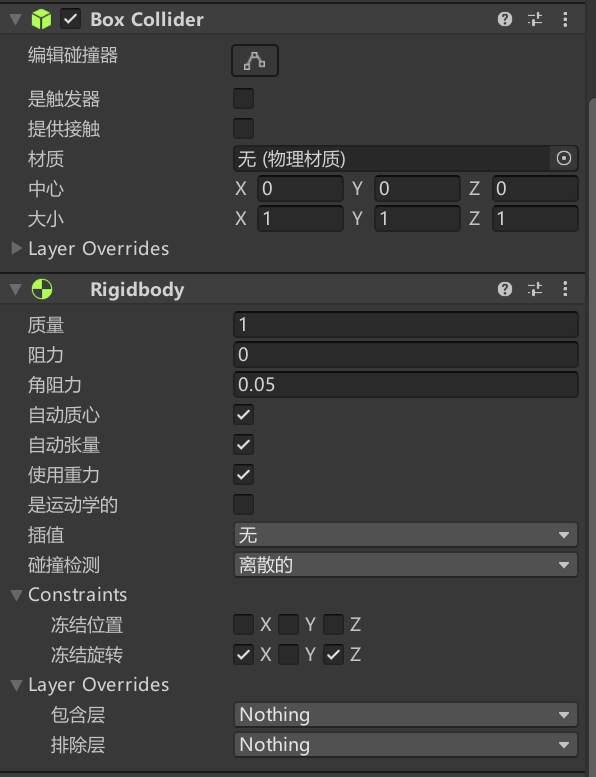 Box Collider
编辑碰撞器
是触发器
提供接触
材质 无 (物理材质)
中心 X 0 Y 0 Z 0
大小 X 1 Y 1 Z 1
Layer Overrides
Rigidbody
质量 1
阻力 0
角阻力 0.05
自动质心
自动张量
使用重力
是运动学的
插值 无
碰撞检测 离散的
Constraints
冻结位置 X Y Z
冻结旋转 X Y Z
Layer Overrides
包含层 Nothing
排除层 Nothing